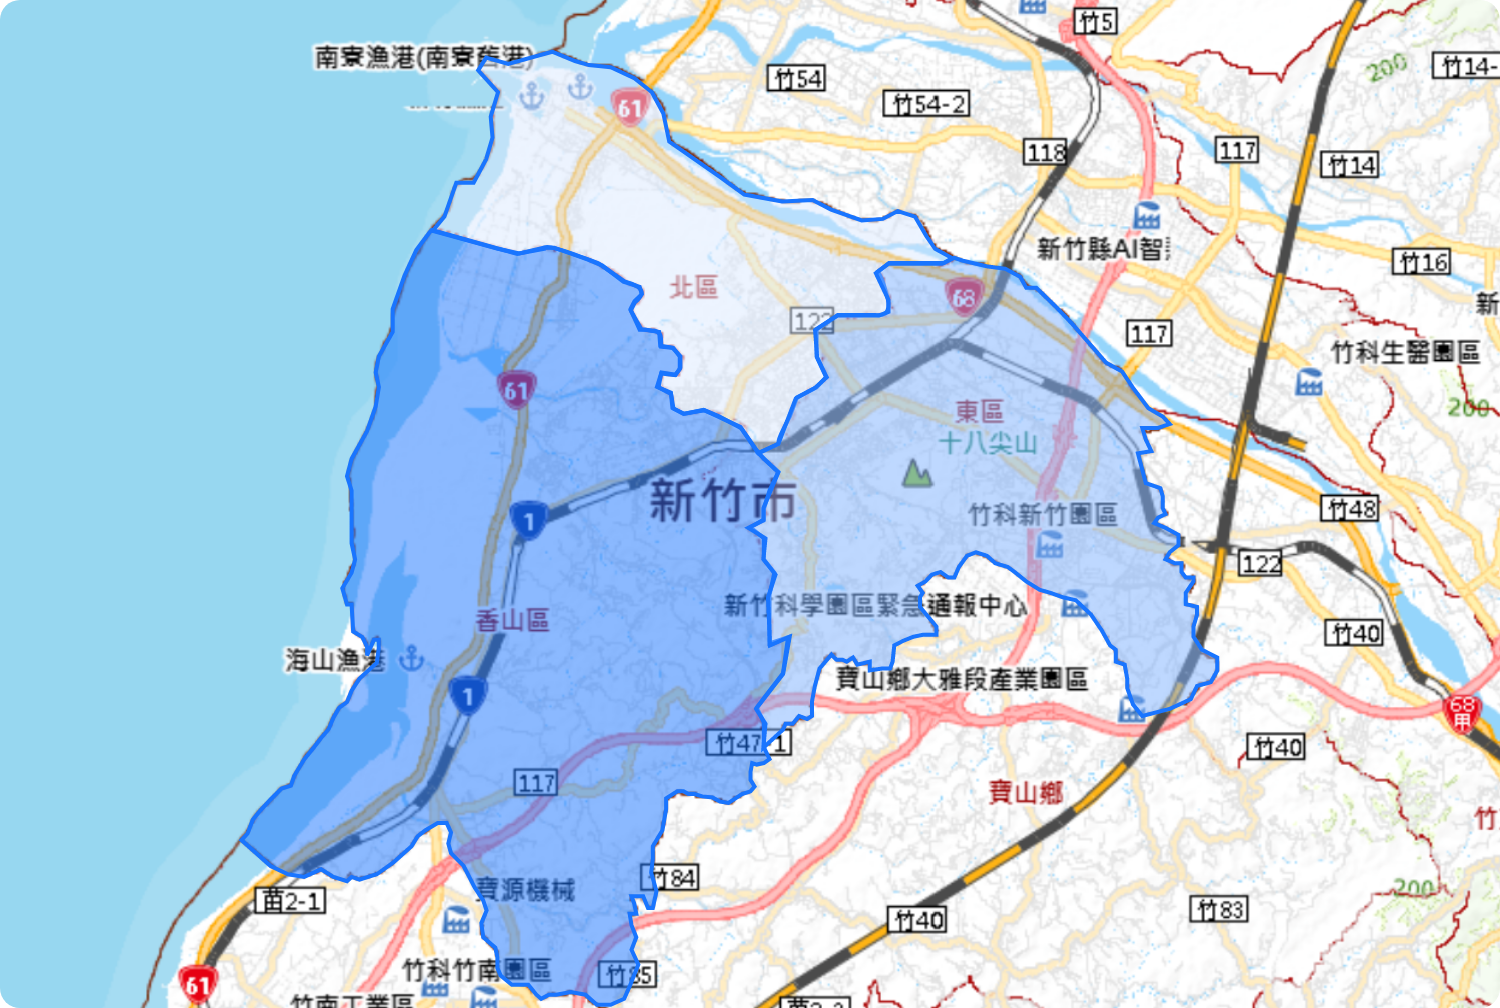 竹5
南寮漁港(南寮舊港)
竹14-
竹54
竹54-2
61
118
117
竹14
新竹縣AI智
竹16
北區
68
新
122
117
竹科生醫園區
61
200
東區
200
十八尖山
新竹市
竹科新竹園區
竹48
1
122
新竹科學園區緊急通報中心
香山區
竹40
海山漁港
寶山鄉大雅段產業園區
1
68甲
竹47-1
竹40
117
寶山鄉
竹
竹84
寶源機械
200
苗2-1
竹83
竹40
竹科竹南園區
竹85
61
竹南工業區